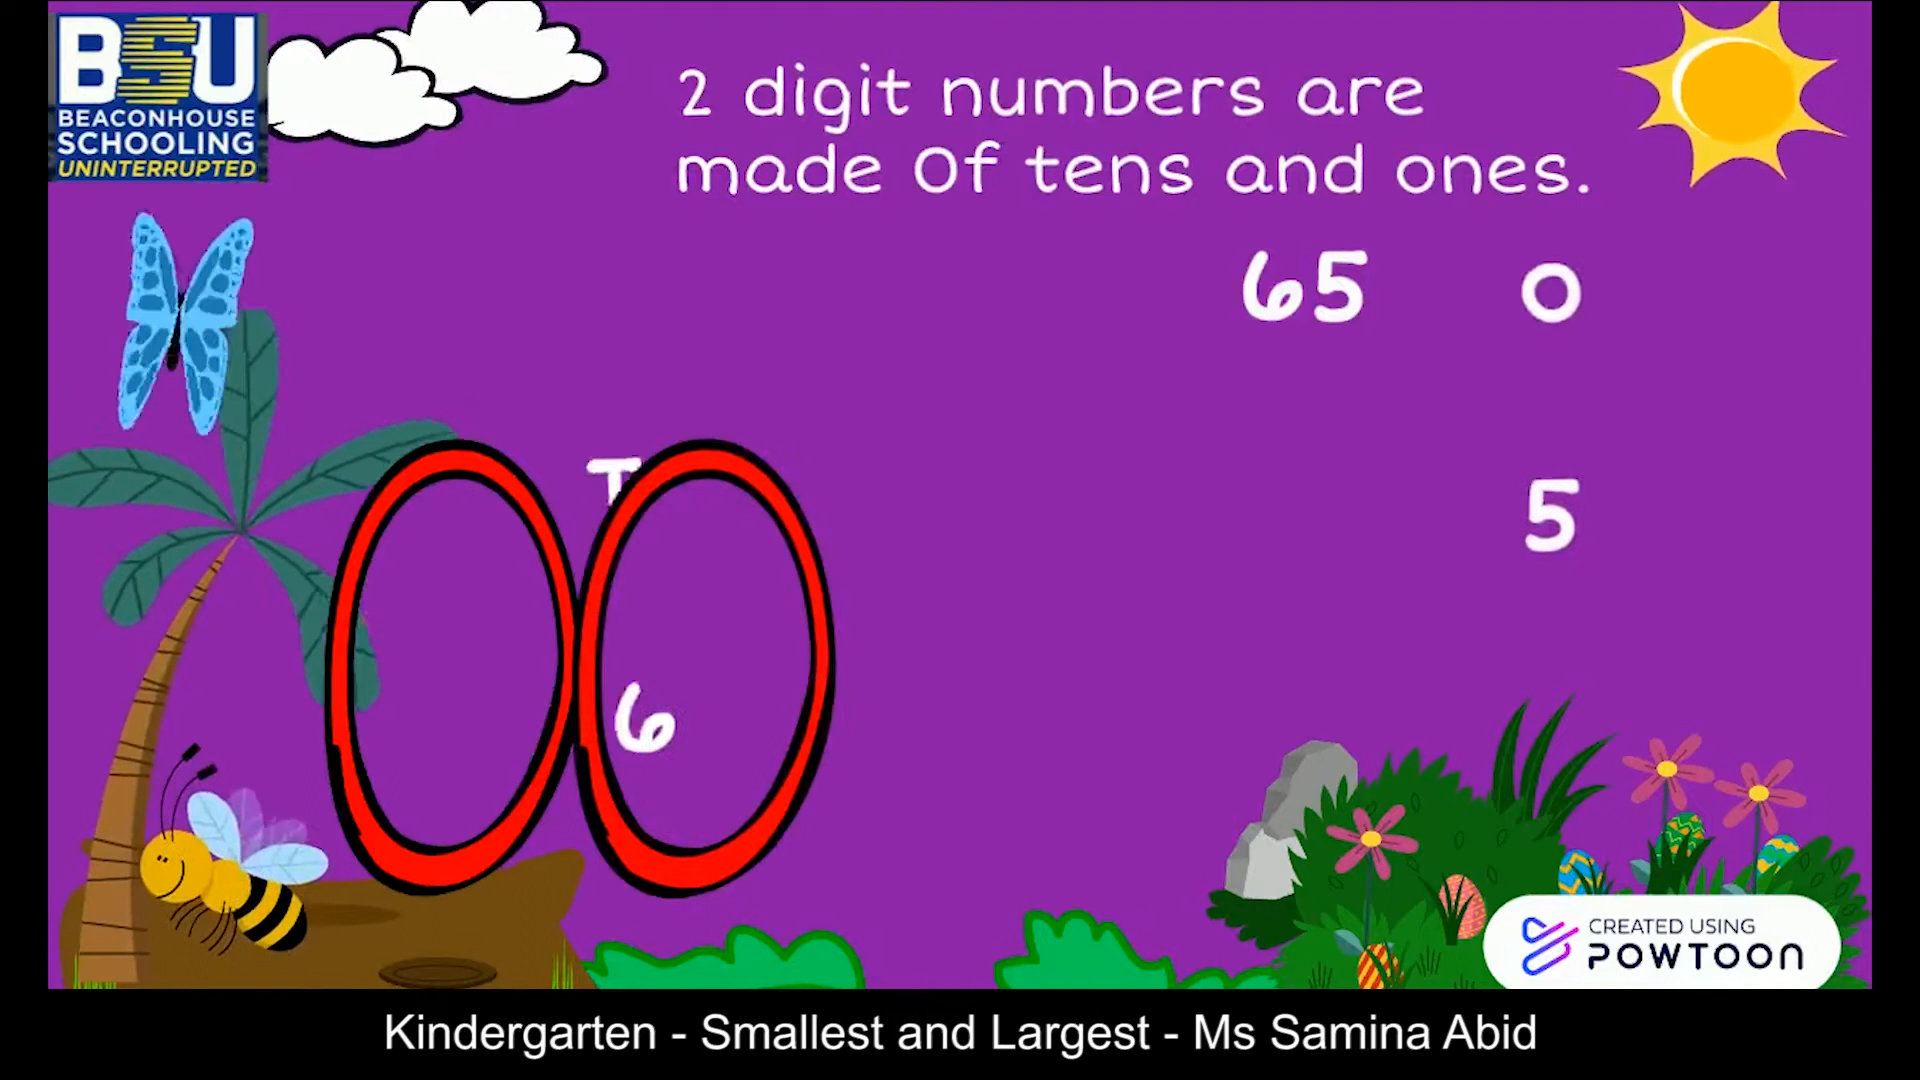 BSU
BEACONHOUSE
SCHOOLING
UNINTERRUPTED
2 digit numbers are
made Of tens and ones.
65 O
T
5
6
CREATED USING
POWTOON
Kindergarten - Smallest and Largest - Ms Samina Abid